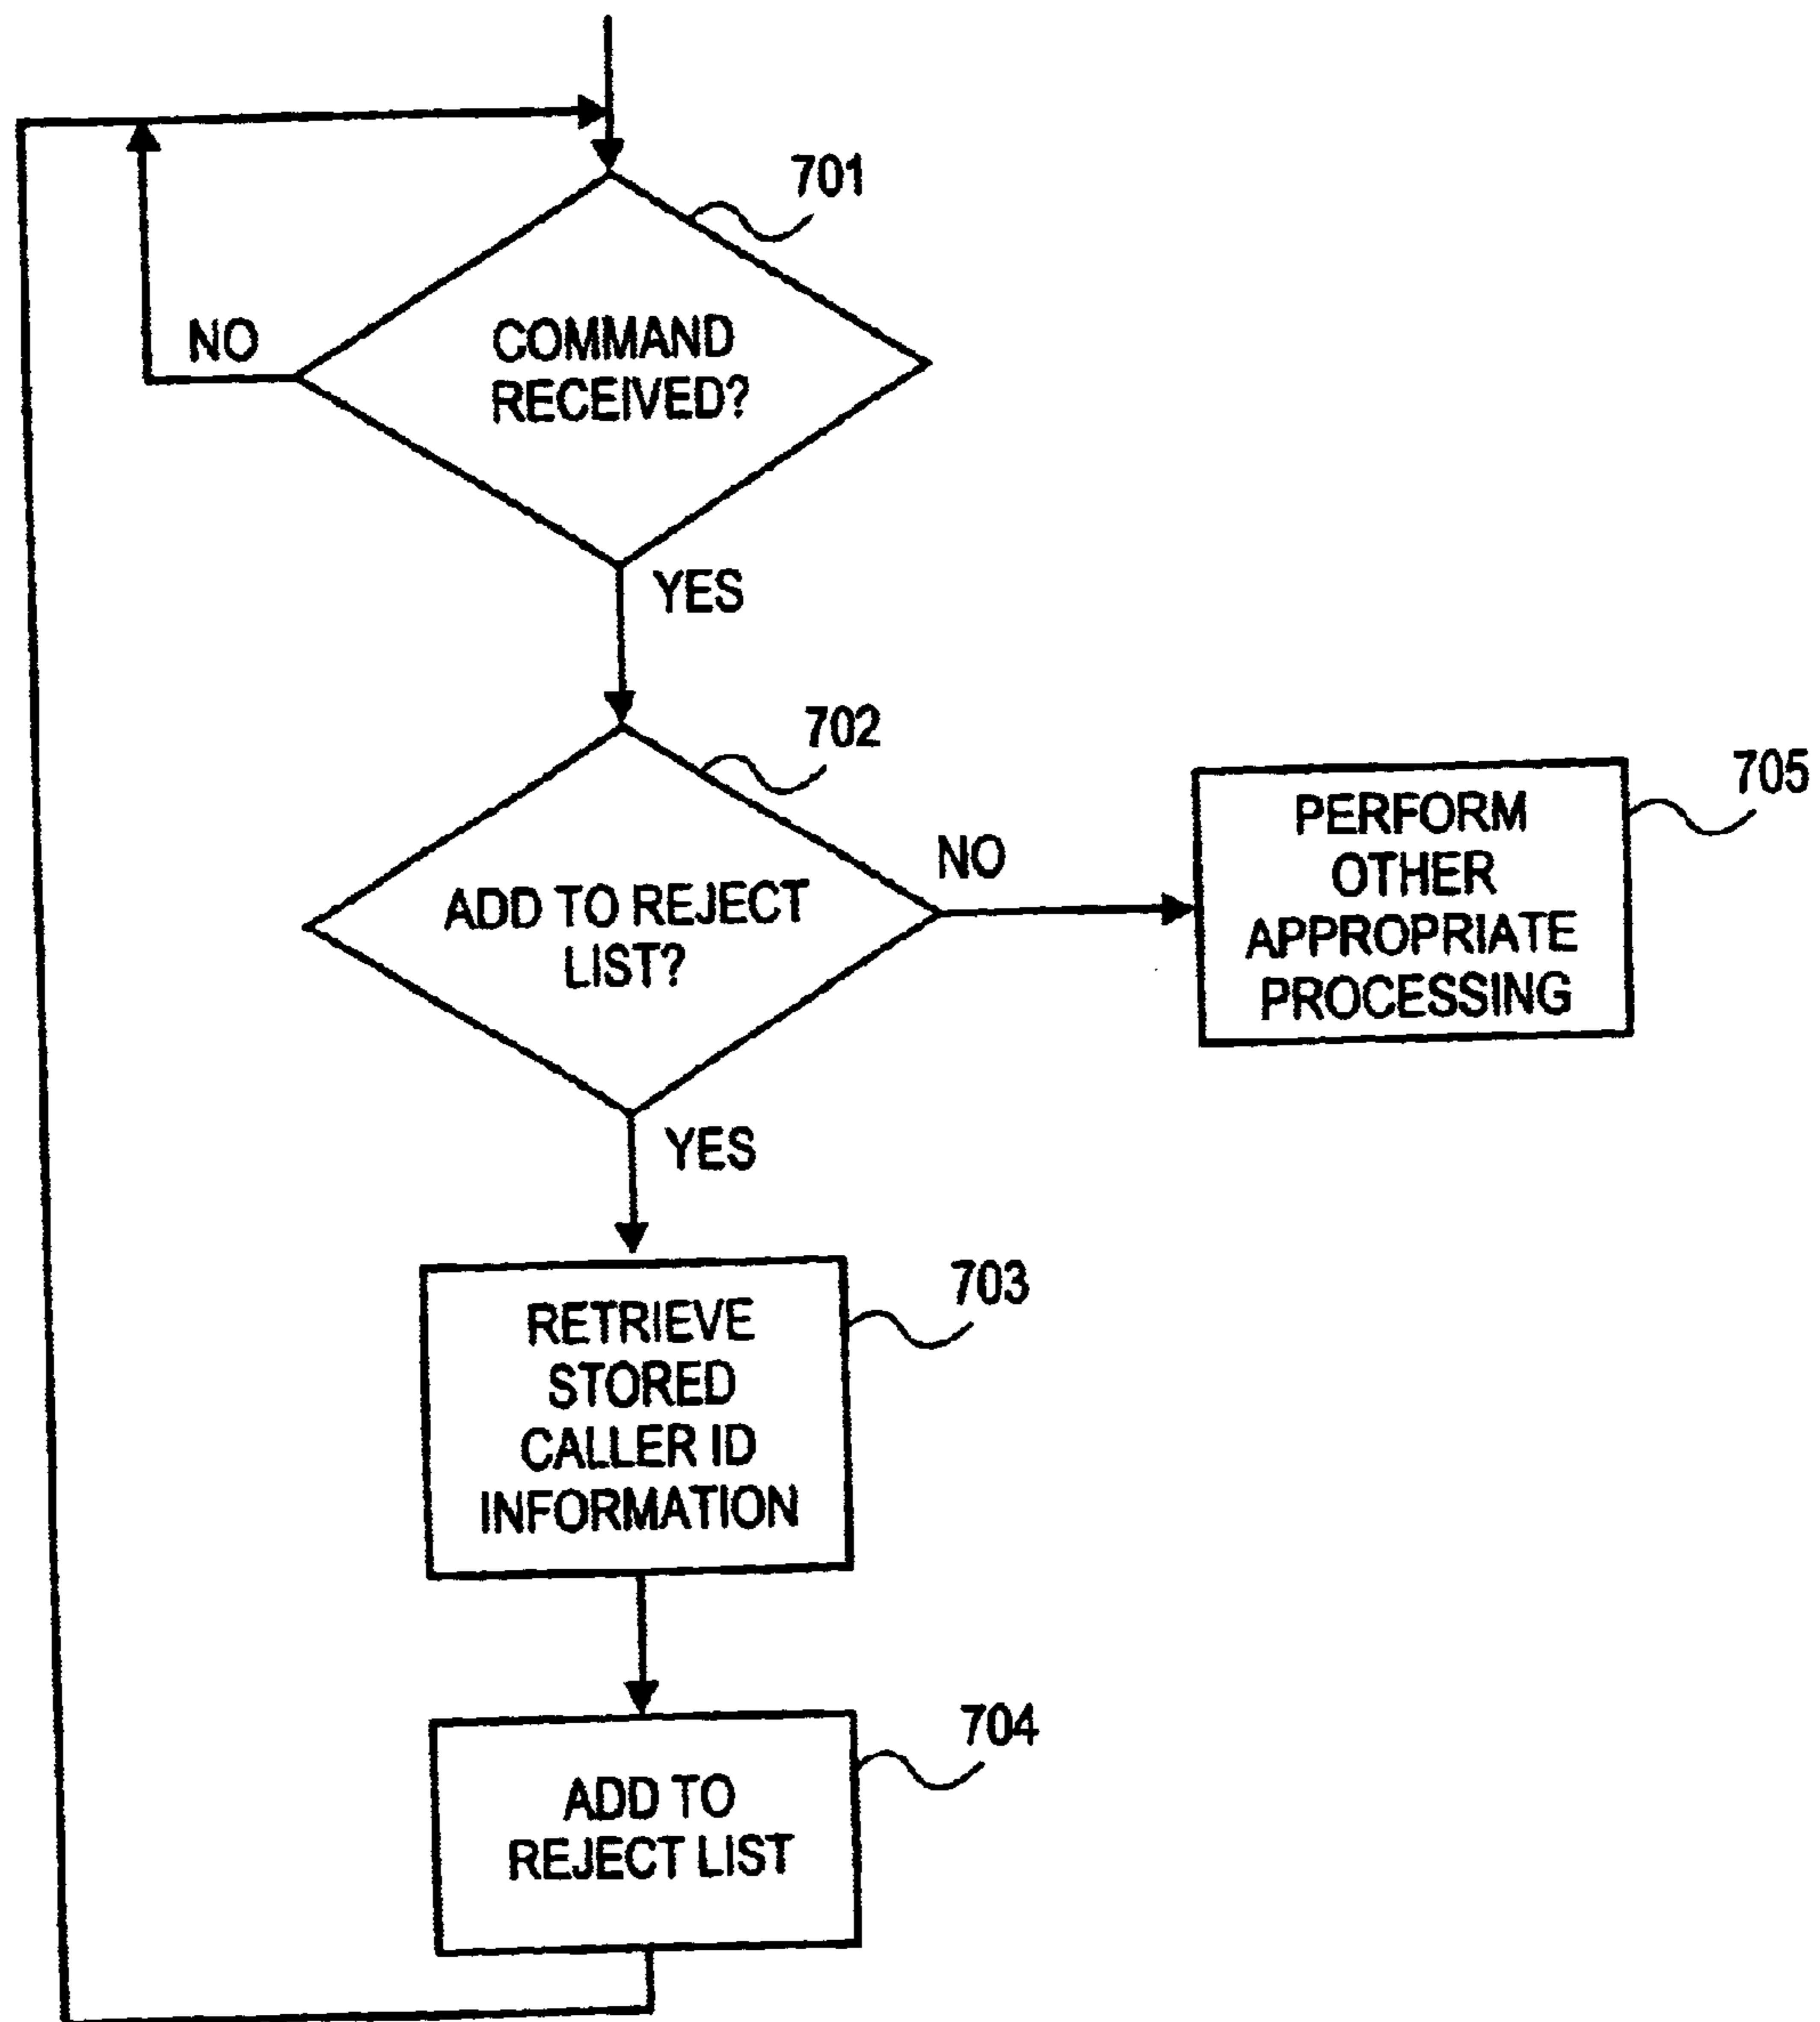 701
COMMAND
RECEIVED?
NO
YES
702
ADD TO REJECT
LIST?
NO
705
PERFORM
OTHER
APPROPRIATE
PROCESSING
YES
703
RETRIEVE
STORED
CALLER ID
INFORMATION
704
ADD TO
REJECT LIST